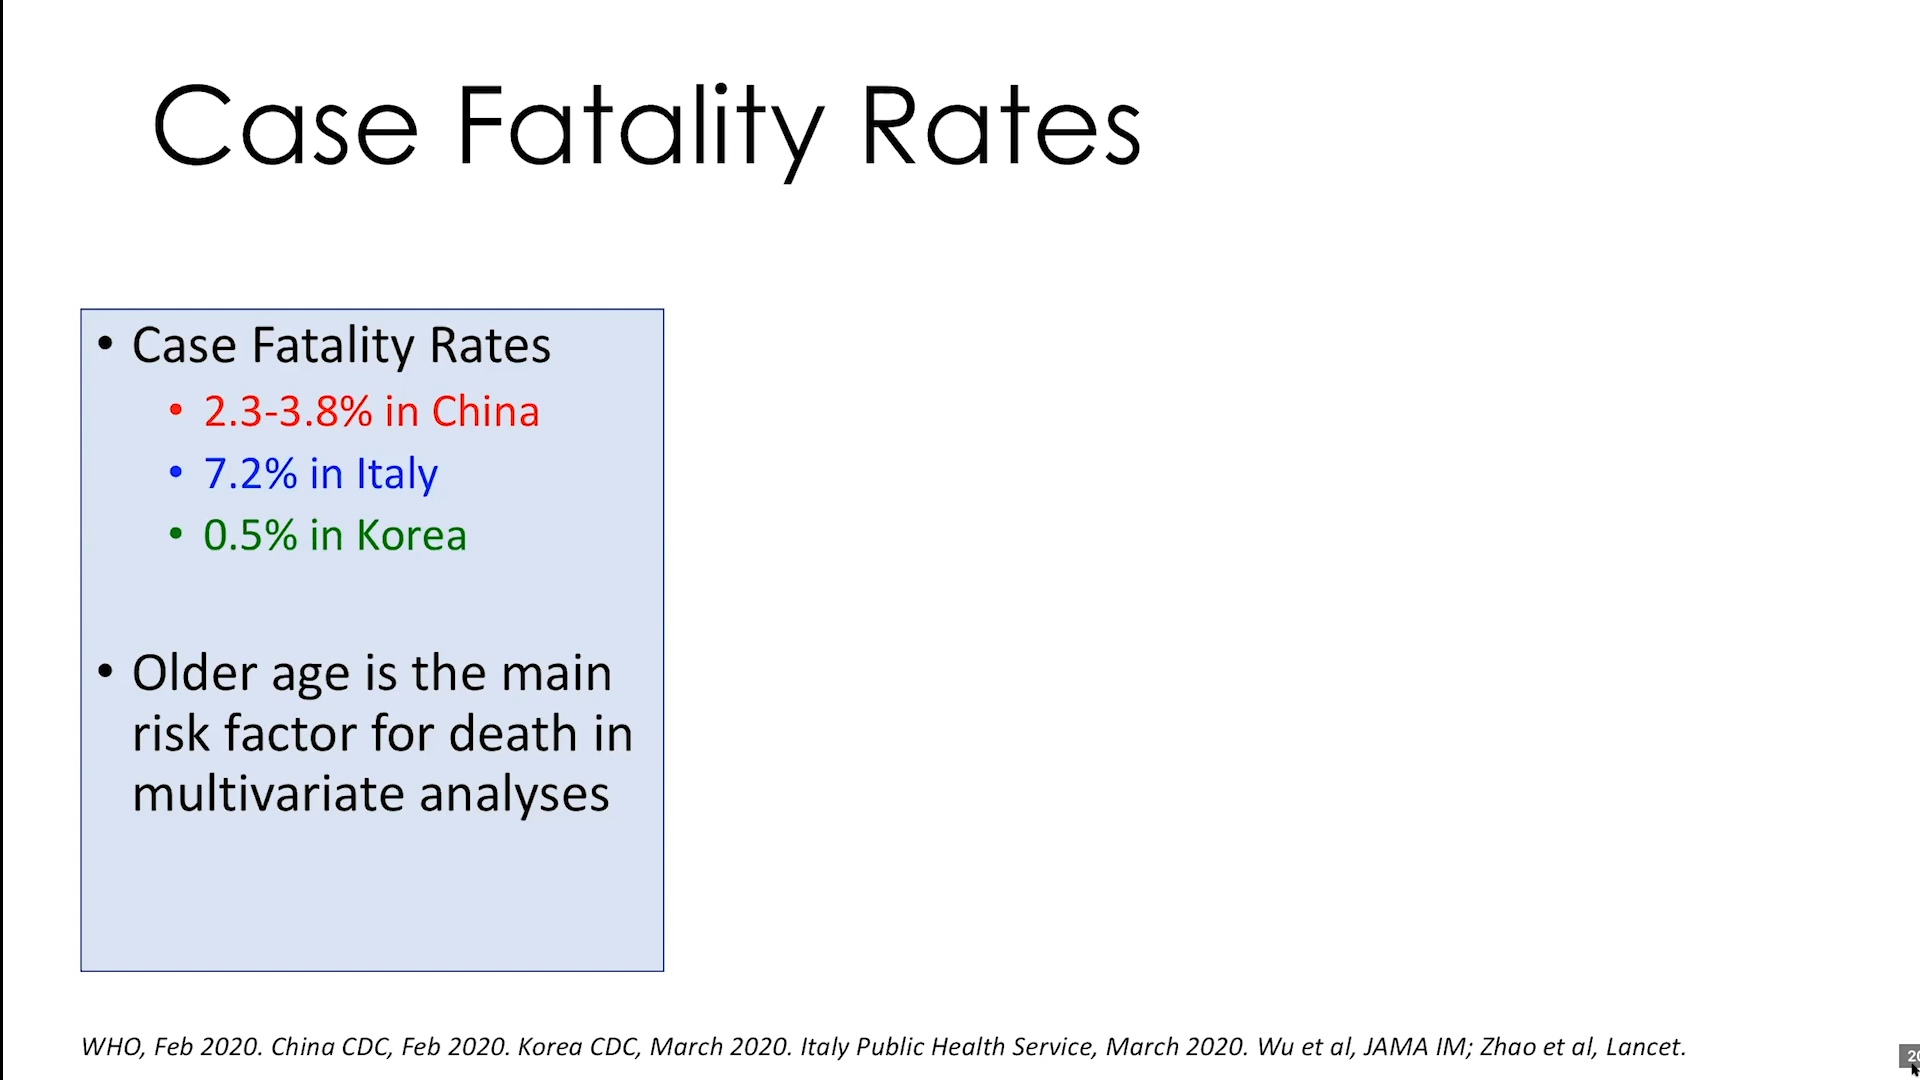 Case Fatality Rates
• Case Fatality Rates
• 2.3-3.8% in China
• 7.2% in Italy
• 0.5% in Korea
• Older age is the main
risk factor for death in
multivariate analyses
WHO, Feb 2020. China CDC, Feb 2020. Korea CDC, March 2020. Italy Public Health Service, March 2020. Wu et al, JAMA IM; Zhao et al, Lancet.